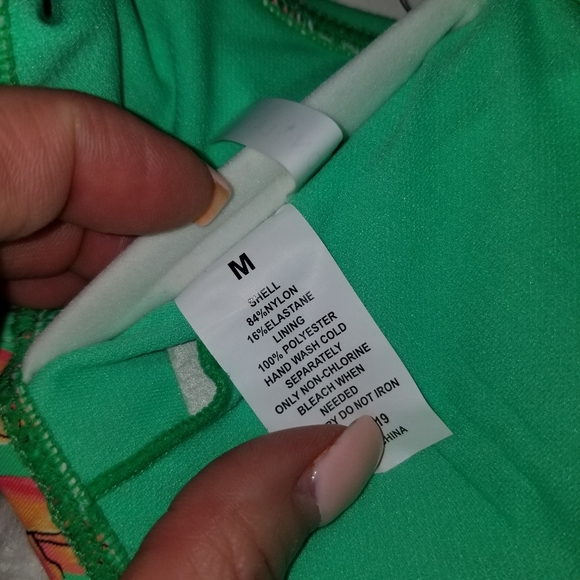 M
SHELL
84%NYLON
16%ELASTANE
LINING
100% POLYESTER
HAND WASH COLD
SEPARATELY
ONLY NON-CHLORINE
BLEACH WHEN
NEEDED
DO NOT IRON
19